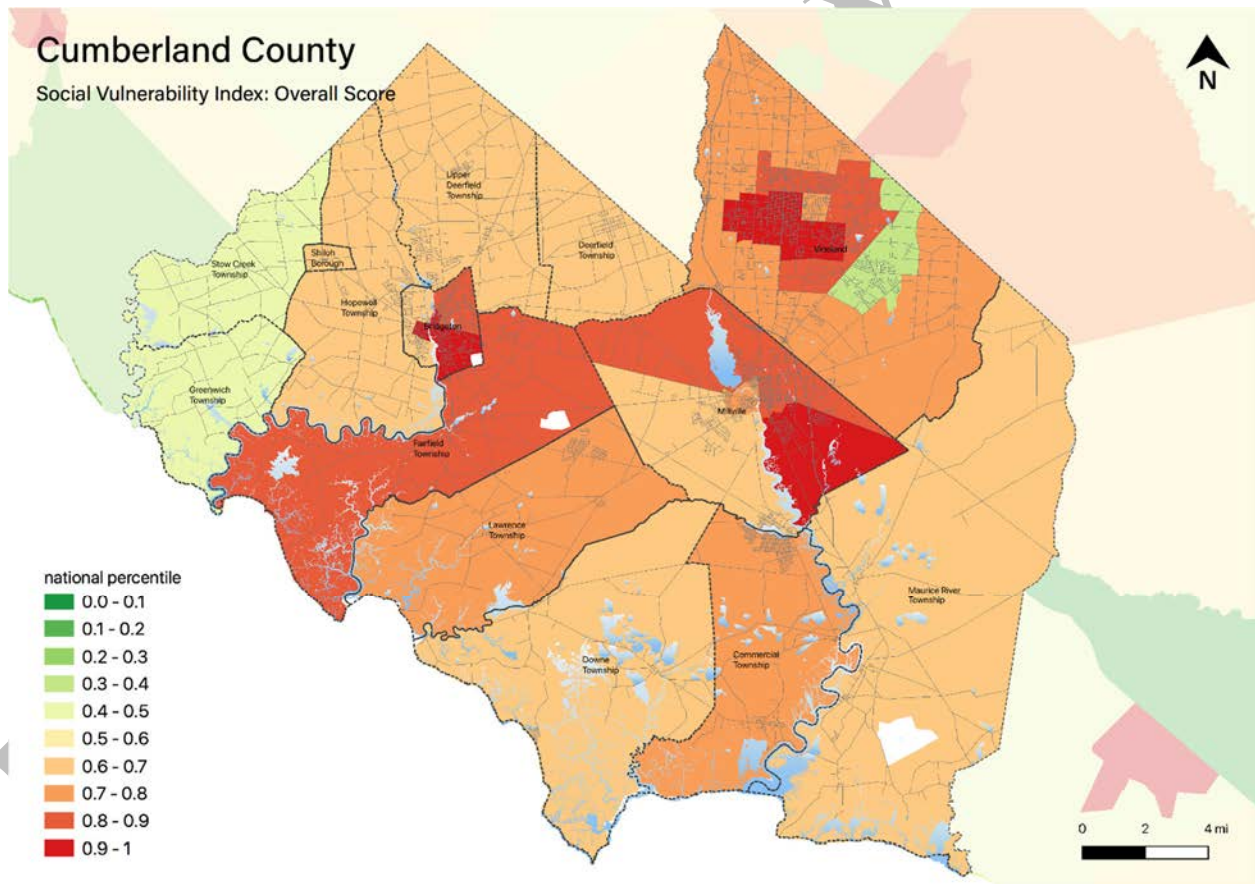 Cumberland County
Social Vulnerability Index: Overall Score
N
Upper
Deerfield
Township
Deerfield
Township
Vineland
Shiloh
Borough
Stow Creek
Township
Hopewell
Township
Bridgeton
Greenwich
Township
Millville
Fairfield
Township
Lawrence
Township
Maurice River
Township
Downe
Township
Commercial
Township
national percentile
0.0 - 0.1
0.1 - 0.2
0.2 - 0.3
0.3 - 0.4
0.4 - 0.5
0.5 - 0.6
0.6 - 0.7
0.7 - 0.8
0.8 - 0.9
0.9 - 1
0 2 4 mi